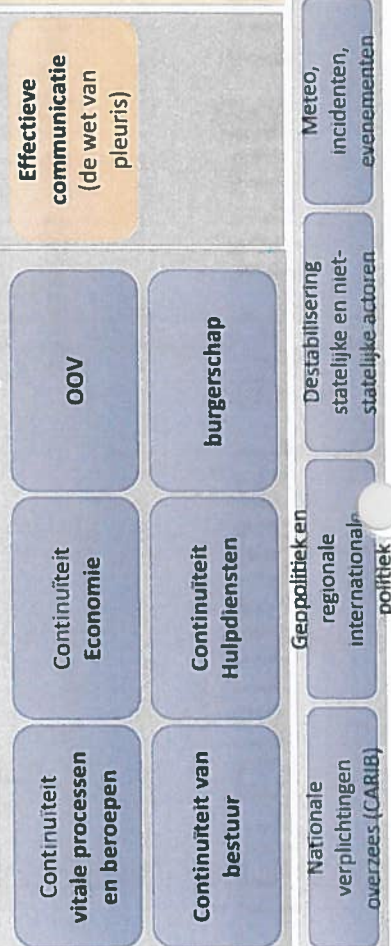 Continuïteit
vitale processen
en beroepen
Continuïteit
Economie
OOV
Effectieve
communicatie
(de wet van
pleuris)
Continuïteit van
bestuur
Continuïteit
Hulpdiensten
burgerschap
Nationale
verplichtingen
overzees (CARIB)
Geopolitiek en
regionale
internationale
politiek
Destabilisering
statelijke en niet-
statelijke actoren
Meteo,
incidenten,
evenementen